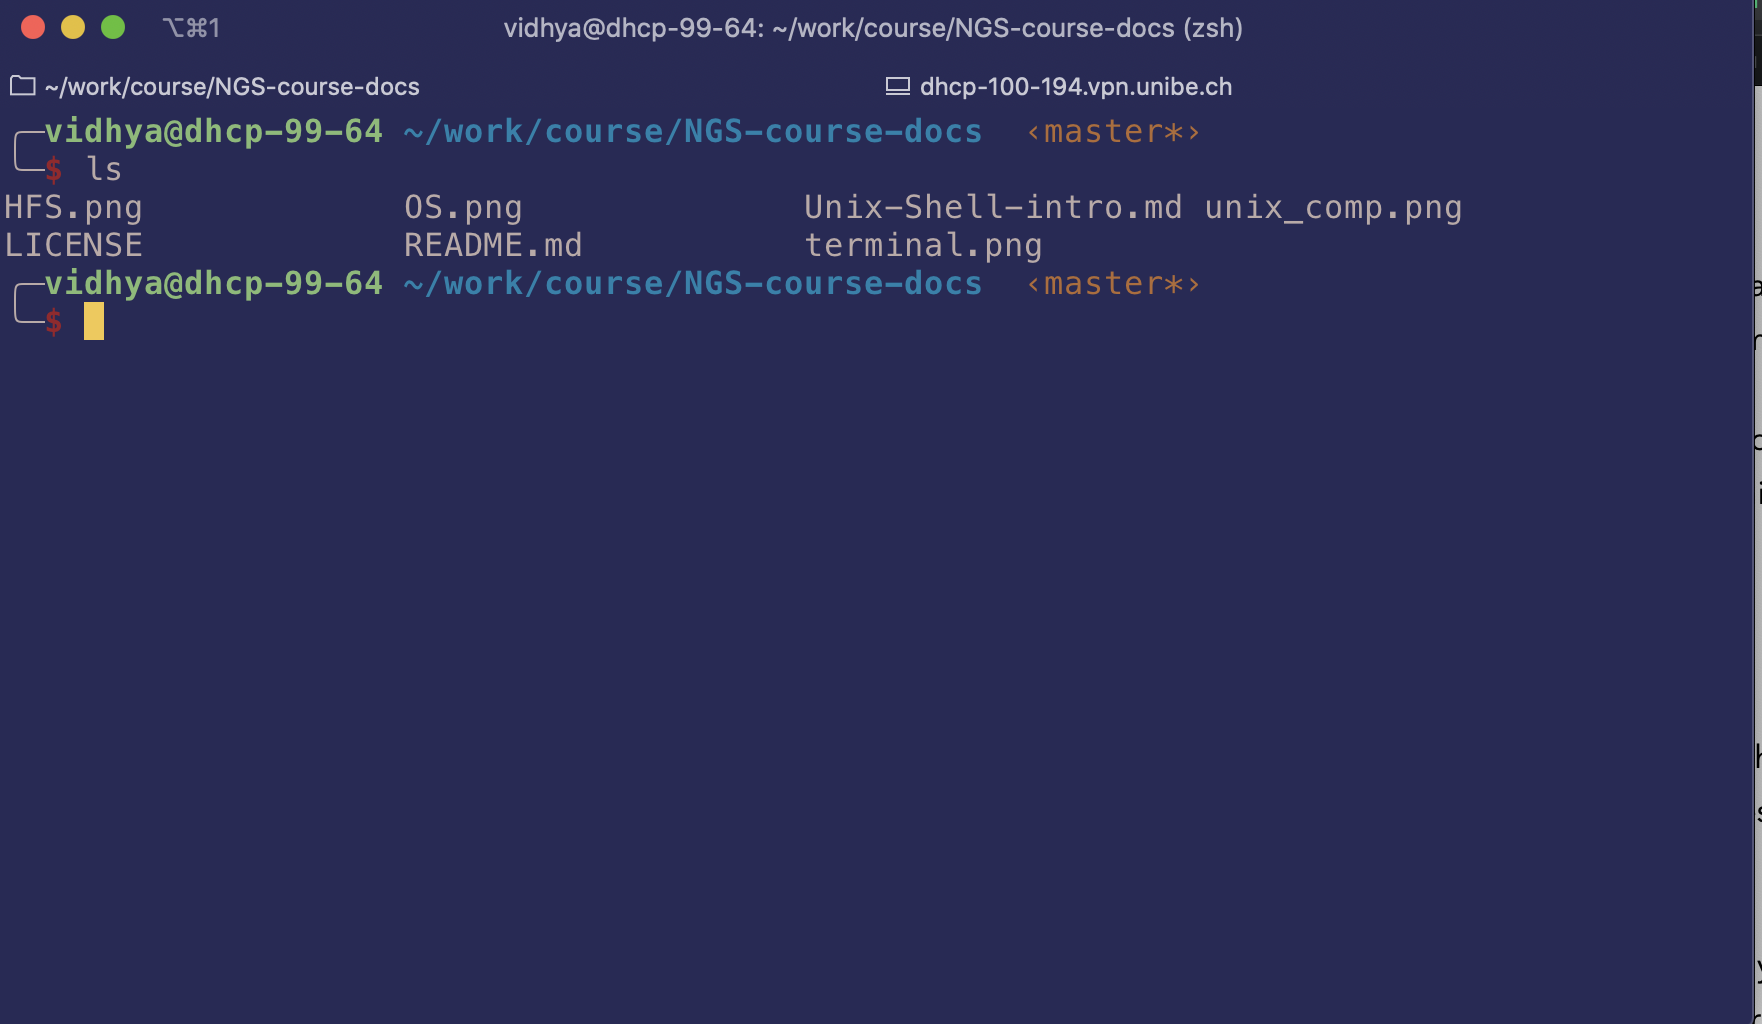 ⌥⌘1 vidhya@dhcp-99-64: ~/work/course/NGS-course-docs (zsh)
~/work/course/NGS-course-docs dhcp-100-194.vpn.unibe.ch
vidhya@dhcp-99-64 ~/work/course/NGS-course-docs ‹master*›
$ ls
HFS.png OS.png Unix-Shell-intro.md unix_comp.png
LICENSE README.md terminal.png
vidhya@dhcp-99-64 ~/work/course/NGS-course-docs ‹master*›
$